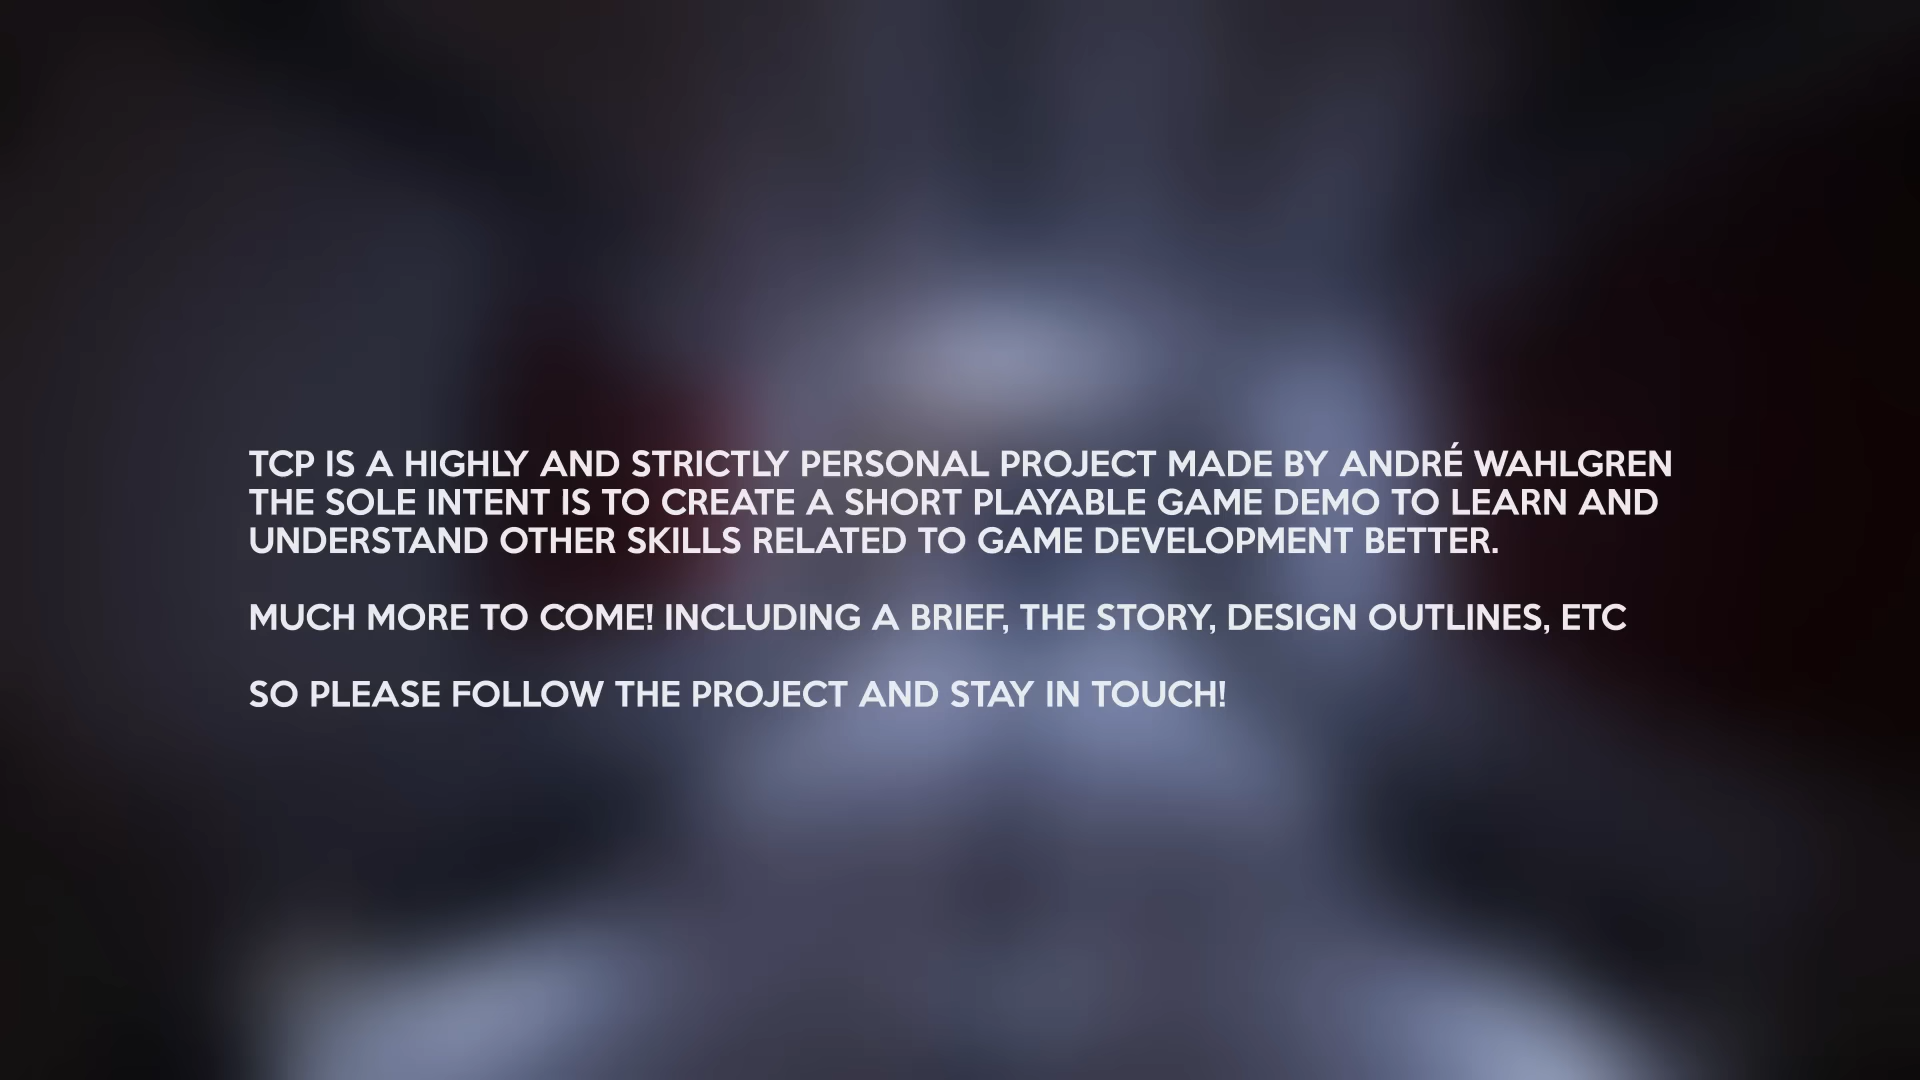 TCP IS A HIGHLY AND STRICTLY PERSONAL PROJECT MADE BY ANDRÉ WAHLGREN
THE SOLE INTENT IS TO CREATE A SHORT PLAYABLE GAME DEMO TO LEARN AND
UNDERSTAND OTHER SKILLS RELATED TO GAME DEVELOPMENT BETTER.
MUCH MORE TO COME! INCLUDING A BRIEF, THE STORY, DESIGN OUTLINES, ETC
SO PLEASE FOLLOW THE PROJECT AND STAY IN TOUCH!